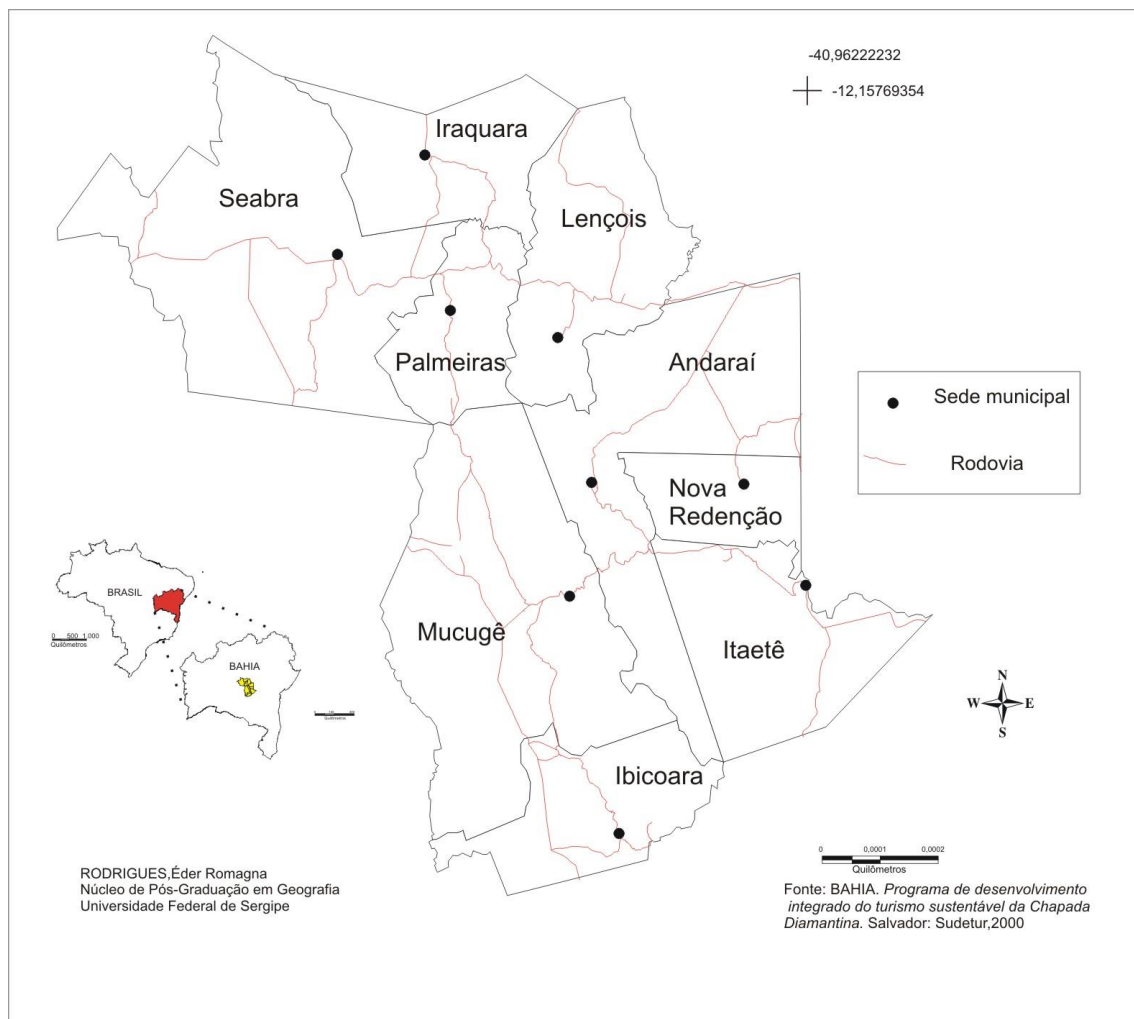 -40,96222232
-12,15769354
Iraquara
Seabra
Lençois
Palmeiras
Andaraí
Sede municipal
Rodovia
Nova
Redenção
BRASIL
0 500 1.000
Quilômetros
BAHIA
Quilômetros
Mucugê
Itaetê
N
W E
S
Ibicoara
0 0,0001 0,0002
Quilômetros
RODRIGUES,Éder Romagna
Núcleo de Pós-Graduação em Geografia
Universidade Federal de Sergipe
Fonte: BAHIA. Programa de desenvolvimento
integrado do turismo sustentável da Chapada
Diamantina. Salvador: Sudetur,2000